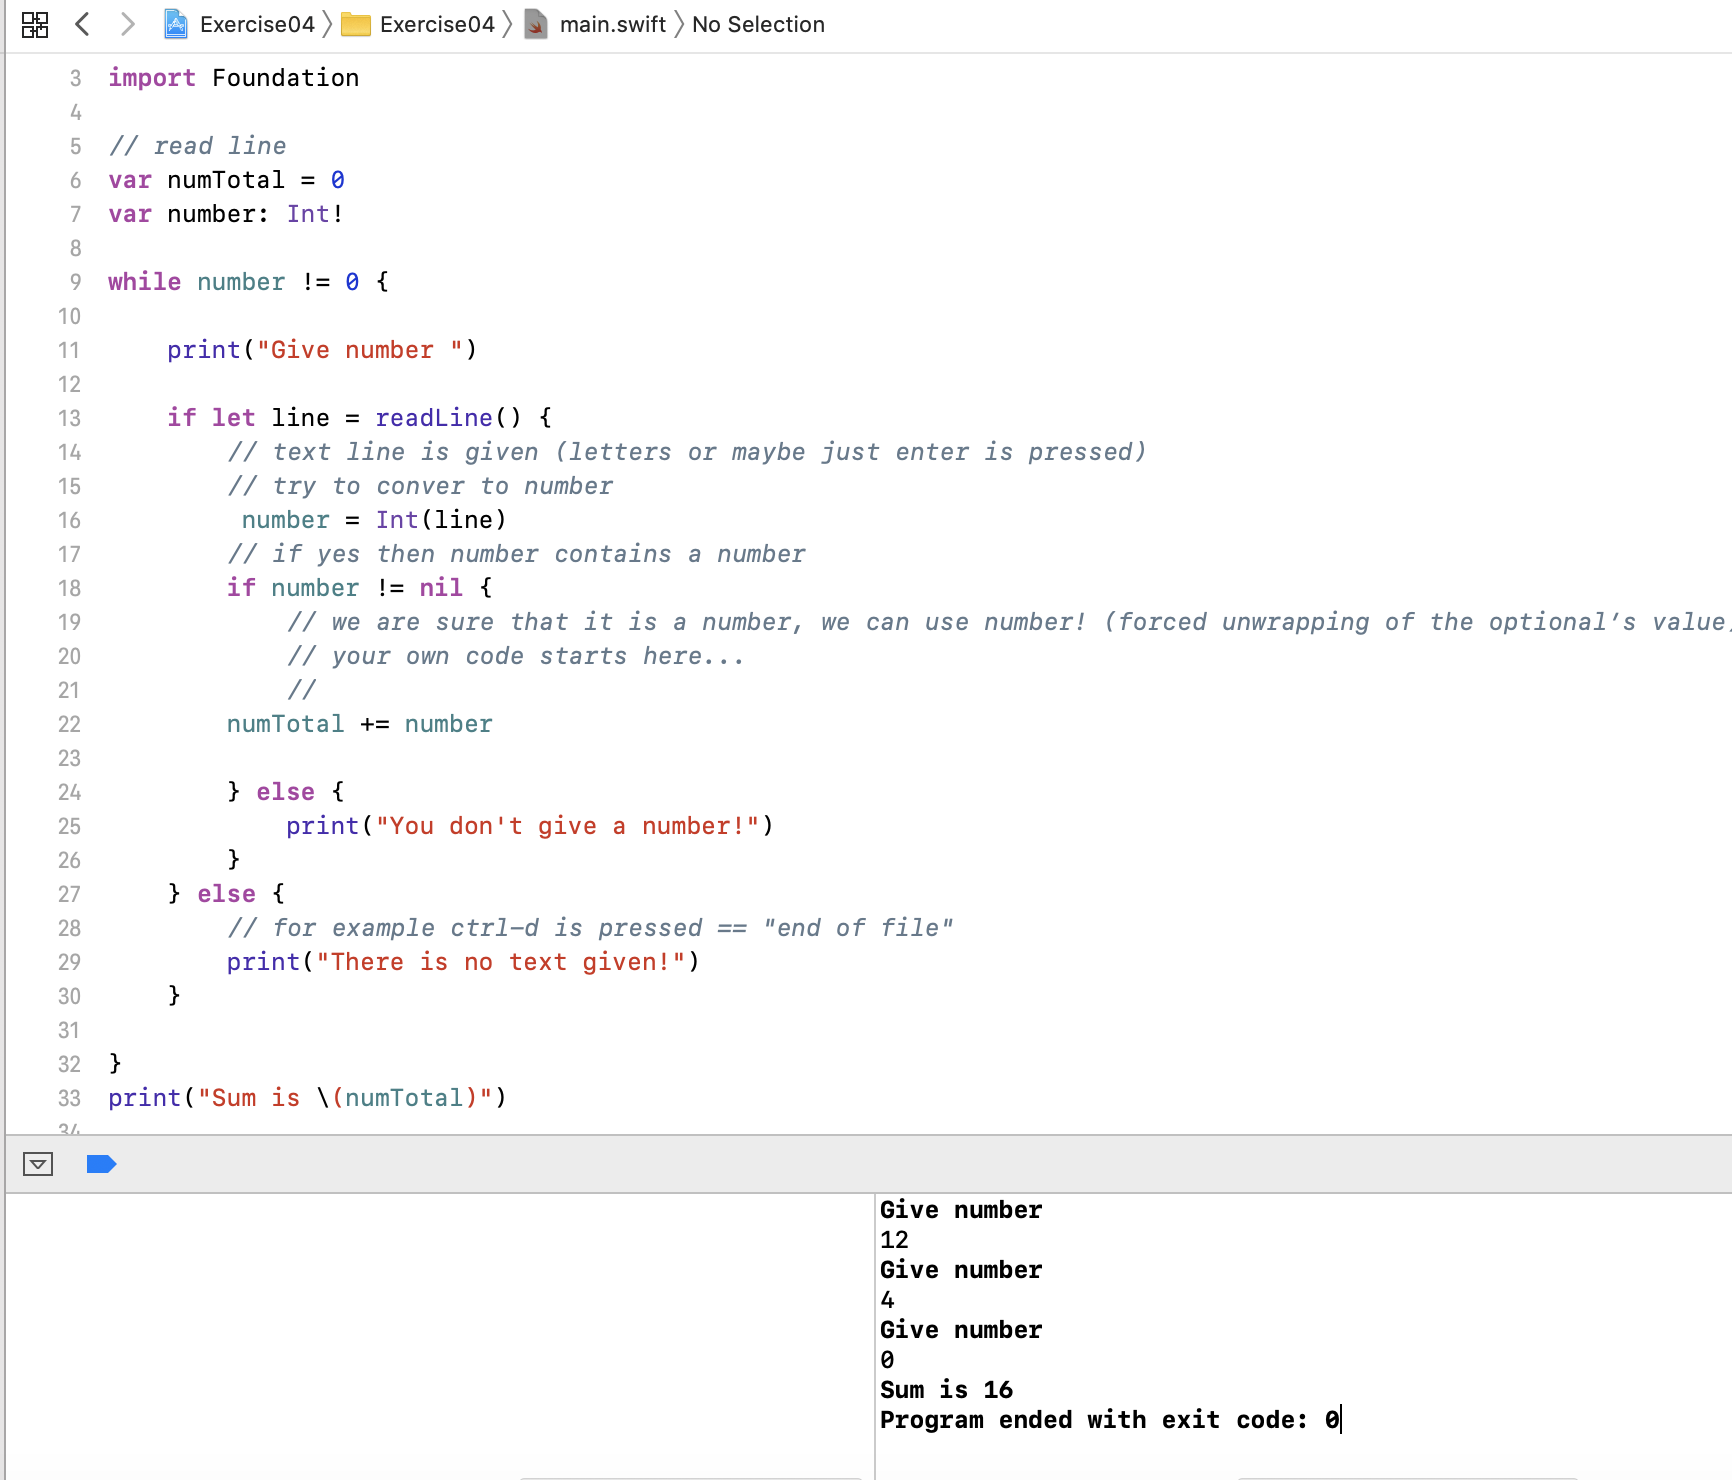 Exercise04 〉 Exercise04 〉 main.swift 〉 No Selection
3 import Foundation
4
5 // read line
6 var numTotal = 0
7 var number: Int!
8
9 while number != 0 {
10
11 print("Give number ")
12
13 if let line = readLine() {
14 // text line is given (letters or maybe just enter is pressed)
15 // try to conver to number
16 number = Int(line)
17 // if yes then number contains a number
18 if number != nil {
19 // we are sure that it is a number, we can use number! (forced unwrapping of the optional’s value)
20 // your own code starts here...
21 //
22 numTotal += number
23
24 } else {
25 print("You don't give a number!")
26 }
27 } else {
28 // for example ctrl-d is pressed == "end of file"
29 print("There is no text given!")
30 }
31
32 }
33 print("Sum is \(numTotal)")
34
Give number
12
Give number
4
Give number
0
Sum is 16
Program ended with exit code: 0